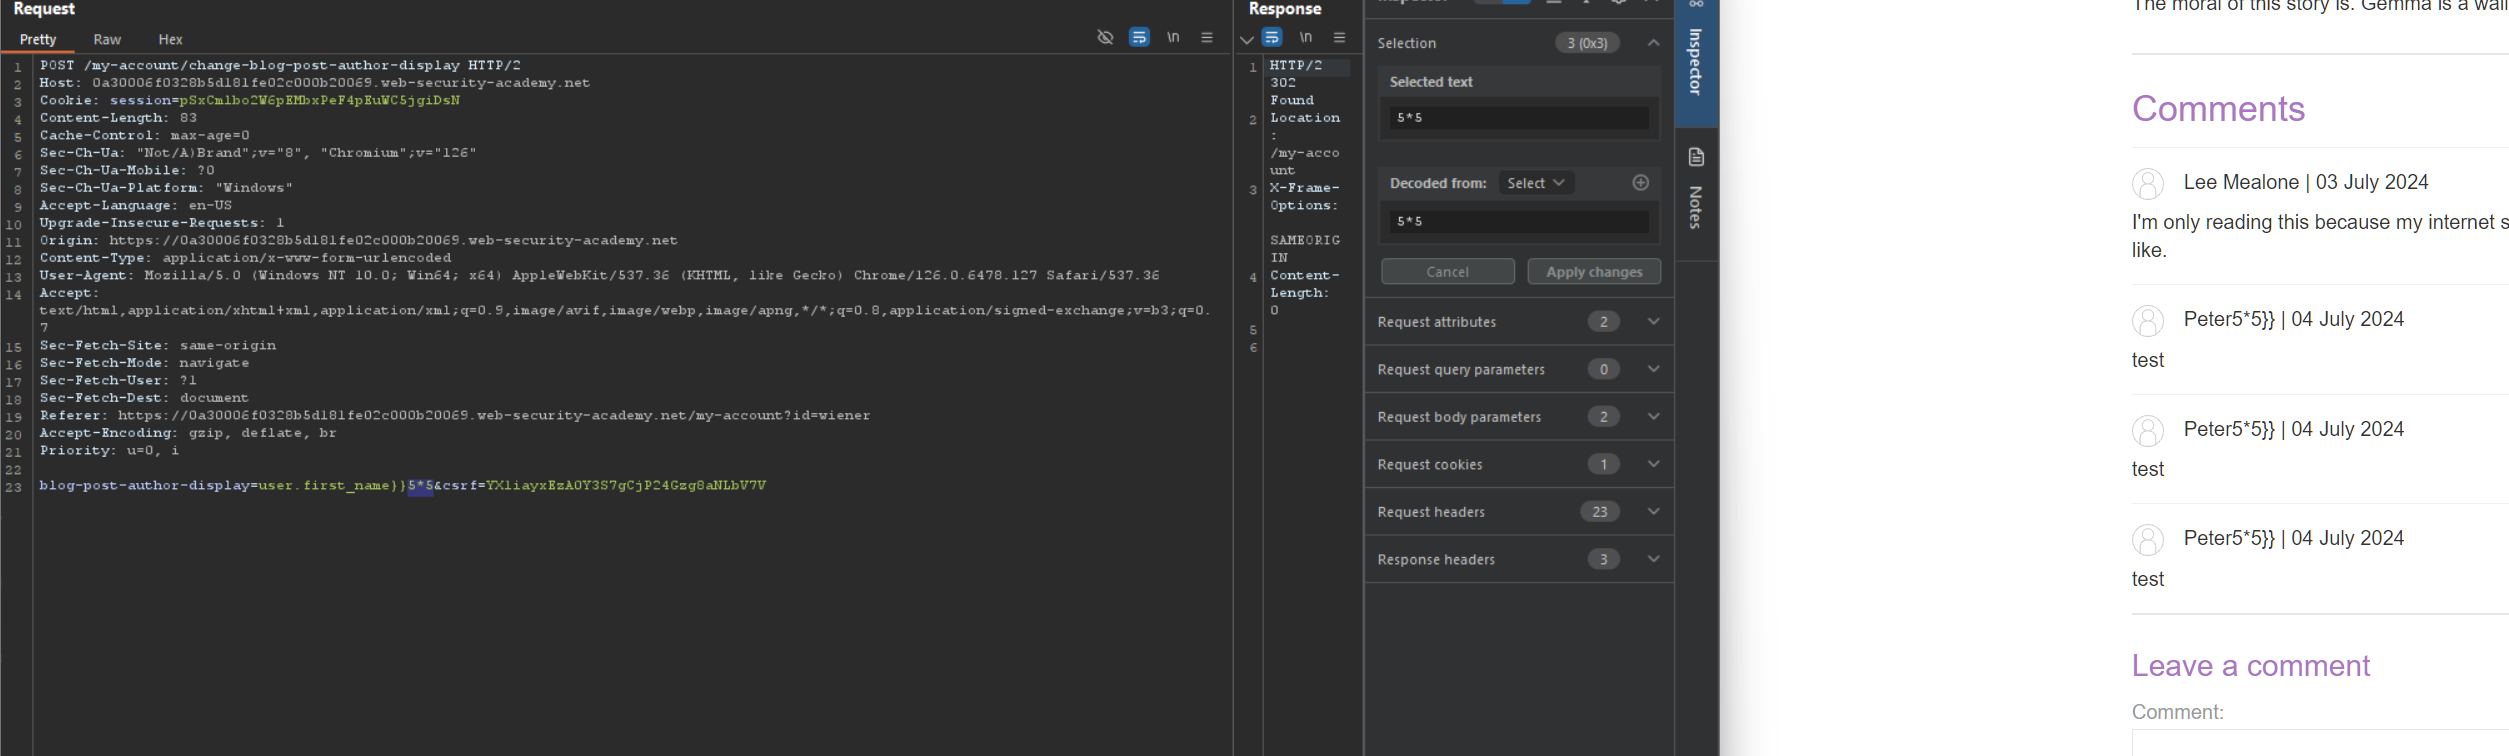 Request
Pretty Raw Hex
\n
1 POST /my-account/change-blog-post-author-display HTTP/2
2 Host: 0a30006f0328b5d181fe02c000b20069.web-security-academy.net
3 Cookie: session=pSxCmlbo2W6pEMbxPeF4pEuWC5jgiDsN
4 Content-Length: 83
5 Cache-Control: max-age=0
6 Sec-Ch-Ua: "Not/A)Brand";v="8", "Chromium";v="126"
7 Sec-Ch-Ua-Mobile: ?0
8 Sec-Ch-Ua-Platform: "Windows"
9 Accept-Language: en-US
10 Upgrade-Insecure-Requests: 1
11 Origin: https://0a30006f0328b5d181fe02c000b20069.web-security-academy.net
12 Content-Type: application/x-www-form-urlencoded
13 User-Agent: Mozilla/5.0 (Windows NT 10.0; Win64; x64) AppleWebKit/537.36 (KHTML, like Gecko) Chrome/126.0.6478.127 Safari/537.36
14 Accept:
text/html,application/xhtml+xml,application/xml;q=0.9,image/avif,image/webp,image/apng,*/*;q=0.8,application/signed-exchange;v=b3;q=0.
7
15 Sec-Fetch-Site: same-origin
16 Sec-Fetch-Mode: navigate
17 Sec-Fetch-User: ?1
18 Sec-Fetch-Dest: document
19 Referer: https://0a30006f0328b5d181fe02c000b20069.web-security-academy.net/my-account?id=wiener
20 Accept-Encoding: gzip, deflate, br
21 Priority: u=0, i
22
23 blog-post-author-display=user.first_name}}5*5&csrf=YXliayxEzA0Y3S7gCjP24Gzg8aNLbV7V
Response
\n
1 HTTP/2
302
Found
2 Location
:
/my-acco
unt
3 X-Frame-
Options:
SAMEORIG
IN
4 Content-
Length:
0
5
6
Inspector
Selection 3 (0x3)
Selected text
5*5
Decoded from: Select
5*5
Cancel Apply changes
Request attributes 2
Request query parameters 0
Request body parameters 2
Request cookies 1
Request headers 23
Response headers 3
Inspector
Notes
The moral of this story is. Gemma is a
Comments
Lee Mealone | 03 July 2024
I'm only reading this because my internet
like.
Peter5*5}} | 04 July 2024
test
Peter5*5}} | 04 July 2024
test
Peter5*5}} | 04 July 2024
test
Leave a comment
Comment: